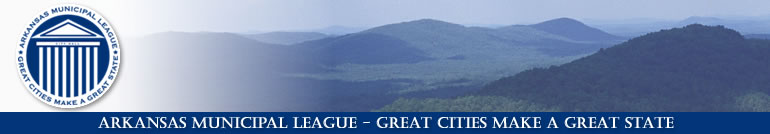 ARKANSAS MUNICIPAL LEAGUE
GREAT CITIES MAKE A GREAT STATE
ARKANSAS MUNICIPAL LEAGUE - GREAT CITIES MAKE A GREAT STATE